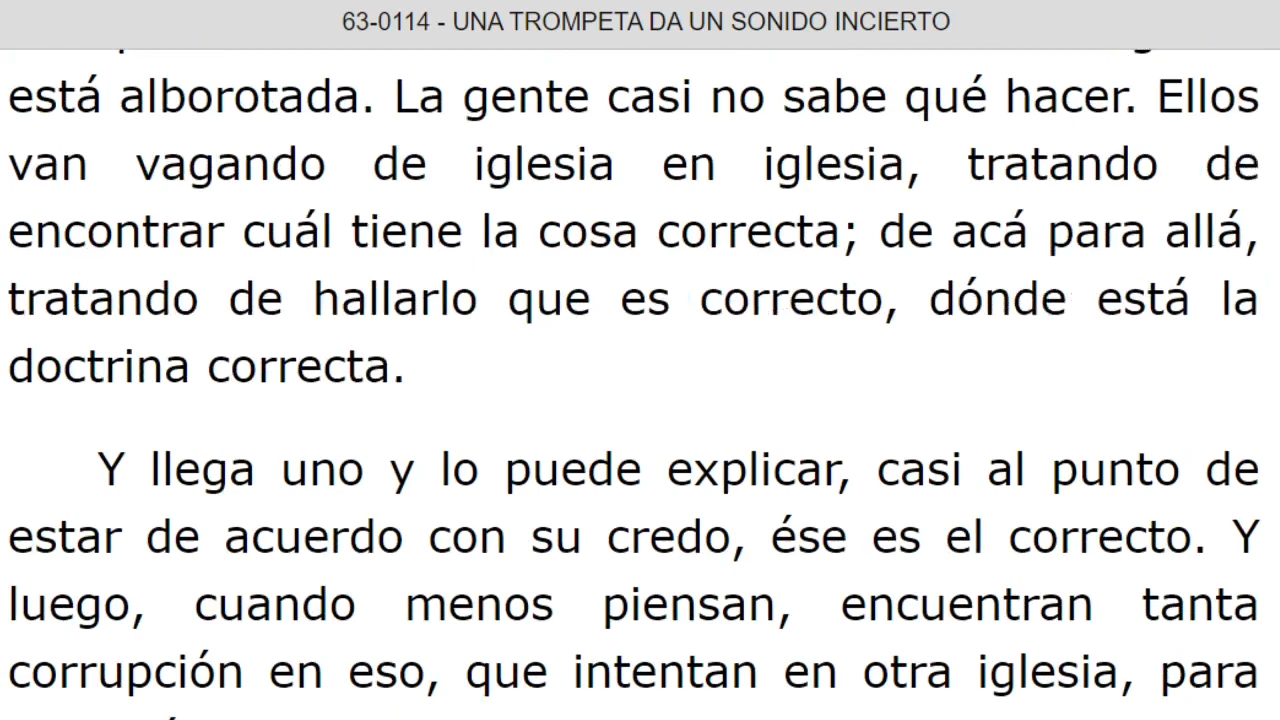 63-0114 - UNA TROMPETA DA UN SONIDO INCIERTO
está alborotada. La gente casi no sabe qué hacer. Ellos
van vagando de iglesia en iglesia, tratando de
encontrar cuál tiene la cosa correcta; de acá para allá,
tratando de hallarlo que es correcto, dónde está la
doctrina correcta.
Y llega uno y lo puede explicar, casi al punto de
estar de acuerdo con su credo, ése es el correcto. Y
luego, cuando menos piensan, encuentran tanta
corrupción en eso, que intentan en otra iglesia, para